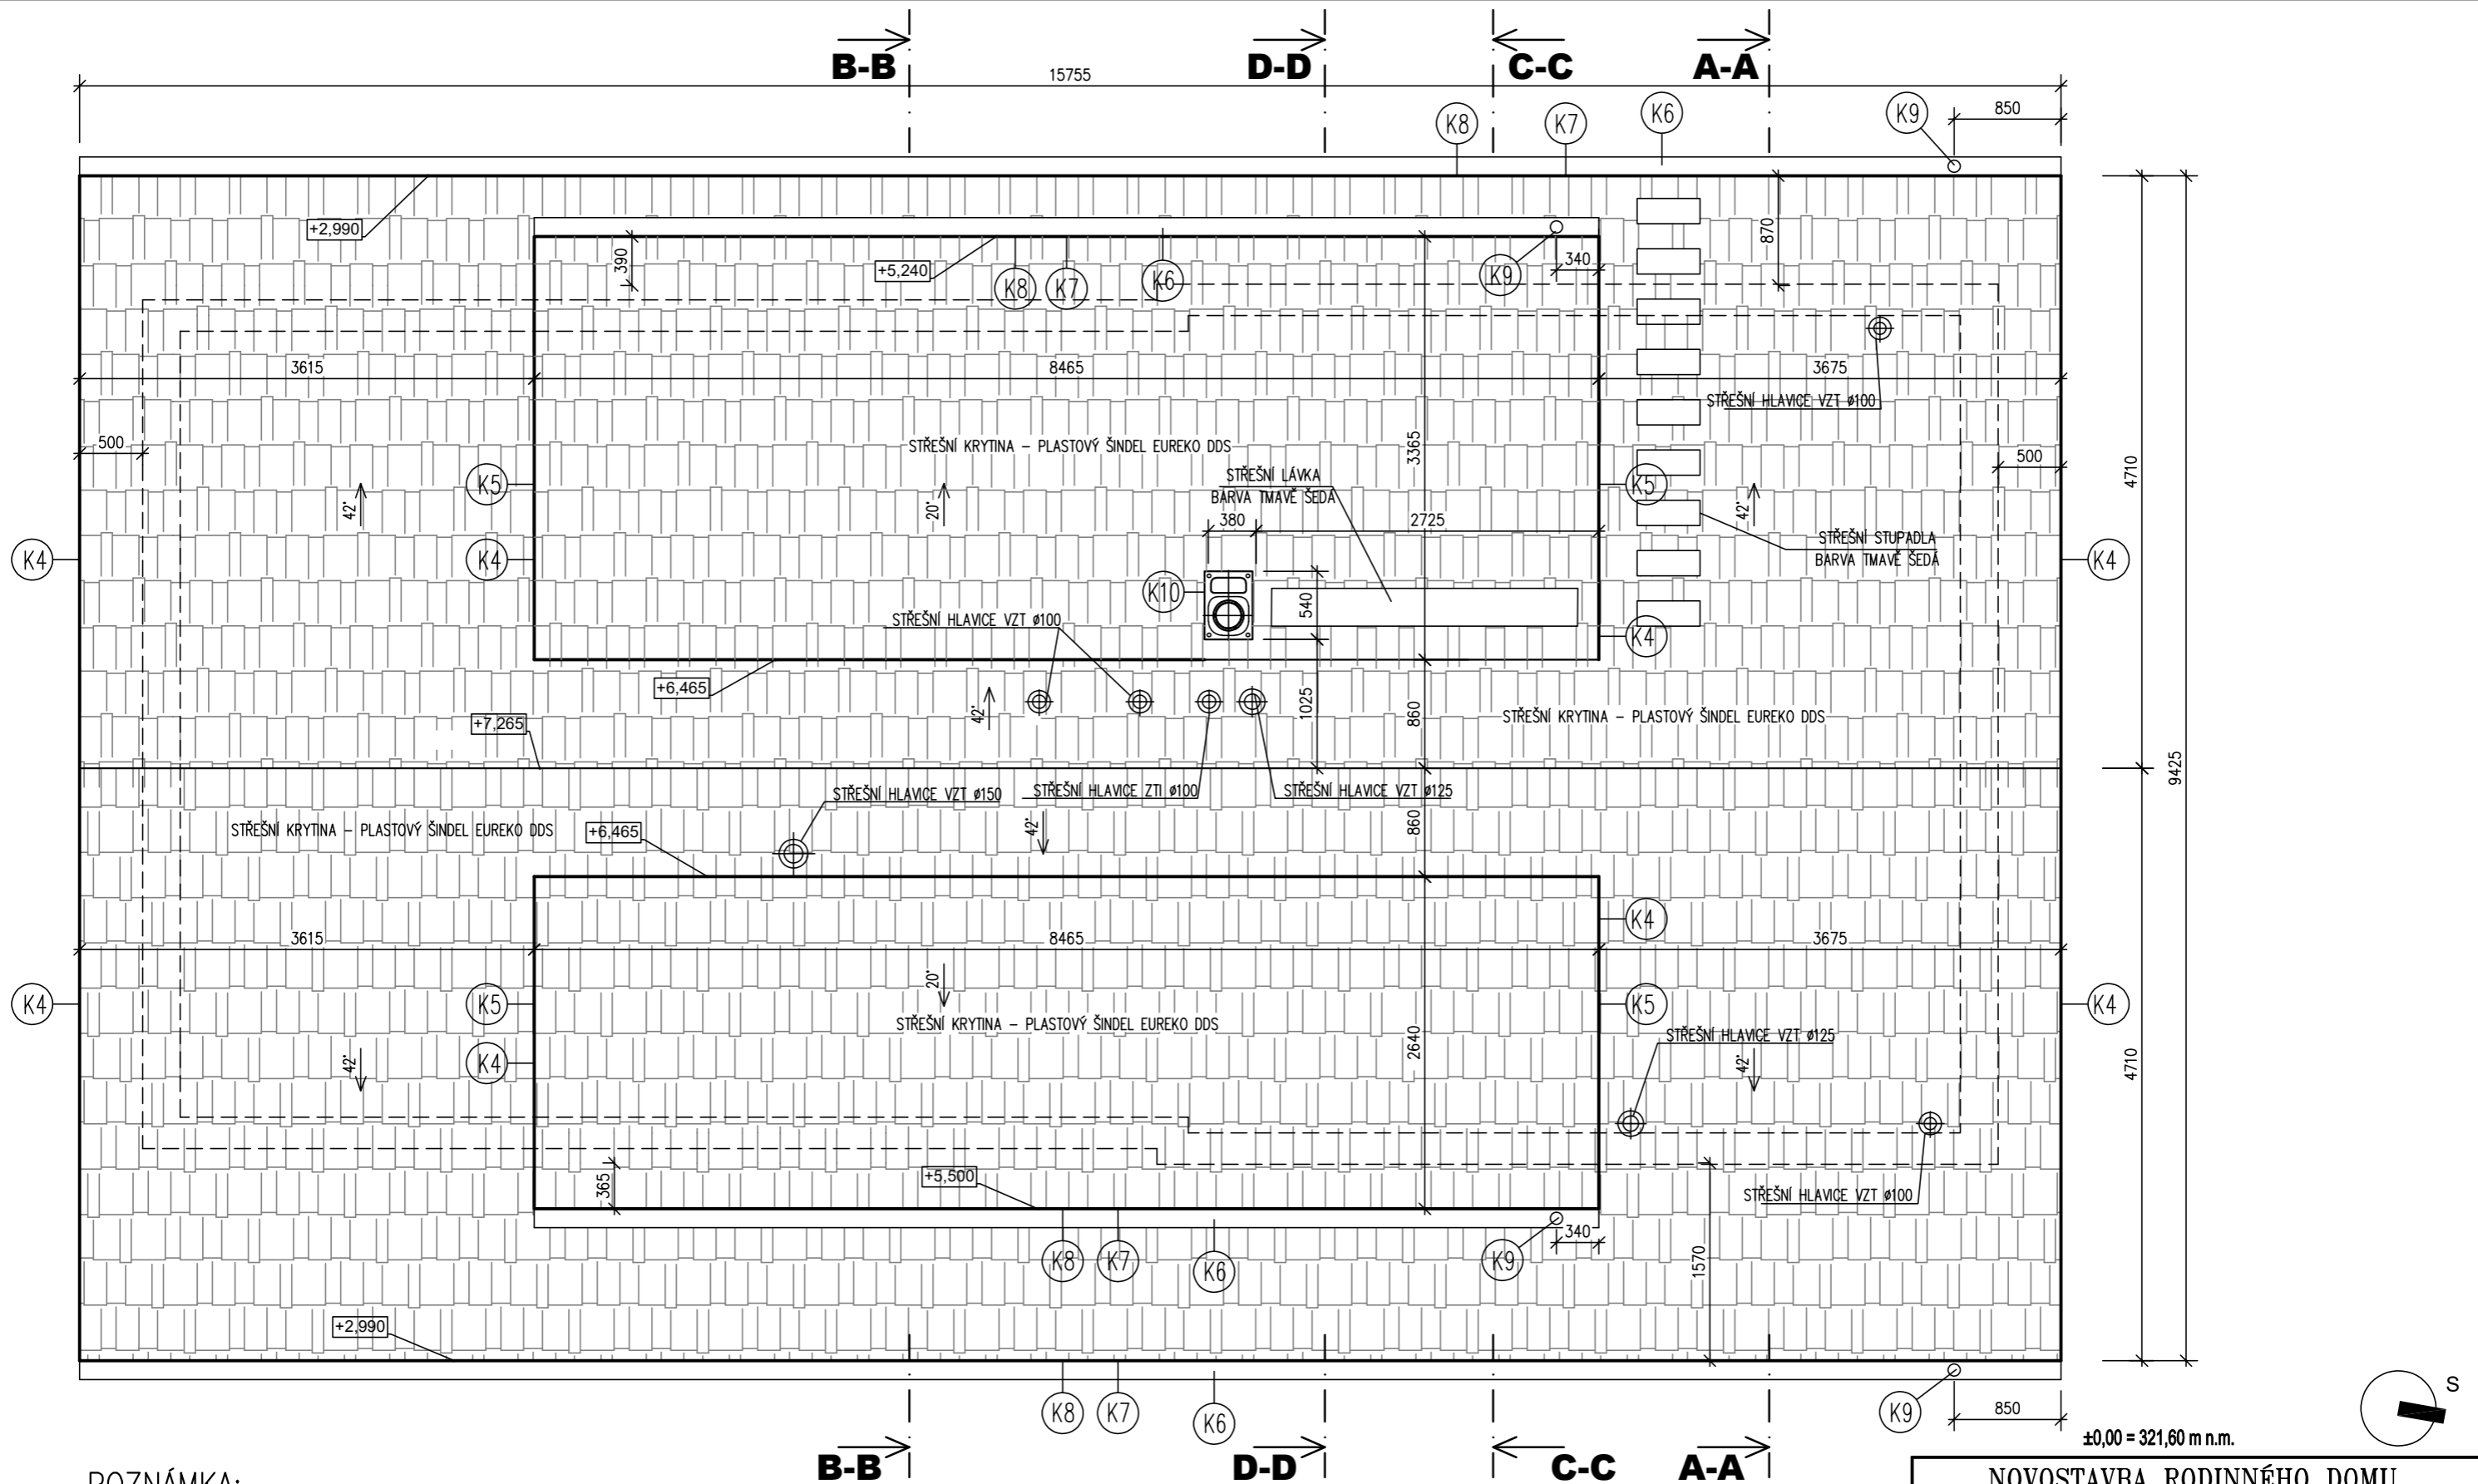 B-B
D-D
C-C
A-A
15755
850
K8
K7
K6
K9
+2,990
390
+5,240
K8
K7
K6
K9
340
870
3615
8465
3675
STŘEŠNÍ HLAVICE VZT ø100
500
STŘEŠNÍ KRYTINA – PLASTOVÝ ŠINDEL EUREKO DDS
3365
500
4710
STŘEŠNÍ LÁVKA
BARVA TMAVĚ ŠEDÁ
K5
K5
42°
20°
42°
380
2725
STŘEŠNÍ STUPADLA
BARVA TMAVĚ ŠEDÁ
K4
K4
K4
K10
540
STŘEŠNÍ HLAVICE VZT ø100
K4
+6,465
42°
1025
860
+7,265
STŘEŠNÍ KRYTINA – PLASTOVÝ ŠINDEL EUREKO DDS
9425
STŘEŠNÍ HLAVICE VZT ø150
STŘEŠNÍ HLAVICE ZTI ø100
STŘEŠNÍ HLAVICE VZT ø125
STŘEŠNÍ KRYTINA – PLASTOVÝ ŠINDEL EUREKO DDS
+6,465
42°
860
K4
3615
8465
3675
20°
K4
K5
K5
K4
STŘEŠNÍ KRYTINA – PLASTOVÝ ŠINDEL EUREKO DDS
2640
STŘEŠNÍ HLAVICE VZT ø125
42°
K4
42°
4710
365
+5,500
STŘEŠNÍ HLAVICE VZT ø100
340
K8
K7
K6
K9
1570
+2,990
K8
K7
K6
K9
850
S
±0,00 = 321,60 m n.m.
B-B
D-D
C-C
A-A
POZNÁMKA:
NOVOSTAVBA RODINNÉHO DOMU